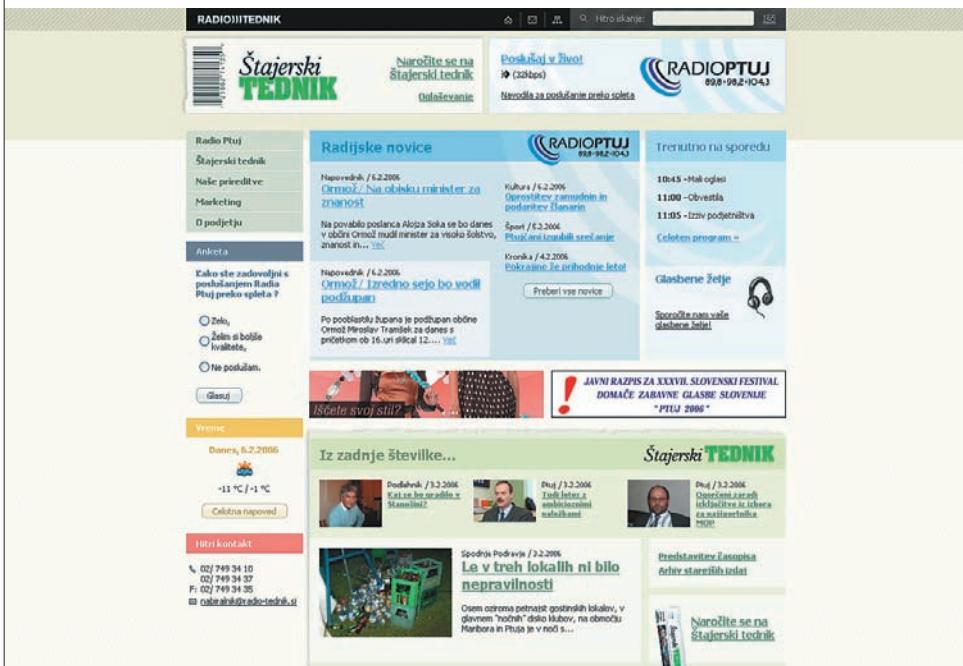 RADIO)))TEDNIK
Hitro iskanje:
Išči
Štajerski
TEDNIK
Naročite se na
Štajerski tednik
Oglaševanje
Poslušaj v živo!
(32kbps)
Navodila za poslušanje preko spleta
RADIOPTUJ
89,8•98,2•104,3
Radio Ptuj
Štajerski tednik
Naše prireditve
Marketing
O podjetju
Anketa
Kako ste zadovoljni s
poslušanjem Radia
Ptuj preko spleta ?
Zelo,
Želim si boljše
kvalitete,
Ne poslušam.
Glasuj
Vreme
Danes, 6.2.2006
-11 °C / -1 °C
Celotna napoved
Hitri kontakt
02/ 749 34 10
02/ 749 34 37
F: 02/ 749 34 35
nabiralnik@radio-tednik.si
Radijske novice
RADIOPTUJ
89,8•98,2•104,3
Napovednik / 6.2.2006
Ormož/ Na obisku minister za
znanost
Na povabilo poslanca Alojza Soka se bo danes
v občini Ormož mudil minister za visoko šolstvo,
znanost in... Več
Napovednik / 6.2.2006
Ormož/ Izredno sejo bo vodil
podžupan
Po pooblastilu župana je podžupan občine
Ormož Miroslav Tramšek za danes s
pričetkom ob 16.uri sklical 12.... Več
Kultura / 6.2.2006
Oprostitev zamudnin in
podaritev članarin
Šport / 5.2.2006
Ptujčani izgubili srečanje
Kronika / 4.2.2006
Pokrajine že prihodnje leto!
Preberi vse novice
Trenutno na sporedu
10:45 -Mali oglasi
11:00 -Obvestila
11:05 -Izziv podjetništva
Celoten program »
Glasbene želje
Sporočite nam vaše
glasbene želje!
Iščete svoj stil?
JAVNI RAZPIS ZA XXXVII. SLOVENSKI FESTIVAL
DOMAČE ZABAVNE GLASBE SLOVENIJE
"PTUJ 2006"
Iz zadnje številke...
Štajerski TEDNIK
Podlehnik / 3.2.2006
Kaj se bo gradilo v
Stanošini?
Ptuj / 3.2.2006
Tudi letos z
ambicioznimi
naložbami
Ptuj / 3.2.2006
Ogorčeni zaradi
izključitve iz izbora
za najimetnika
MOP
Spodnje Podravje / 3.2.2006
Le v treh lokalih ni bilo
nepravilnosti
Osem oziroma petnajst gostinskih lokalov, v
glavnem "nočnih" disko klubov, na območju
Maribora in Ptuja je v noči s...
Predstavitev časopisa
Arhiv starejših izdaj
Naročite se na
Štajerski tednik
Štajerski
TEDNIK